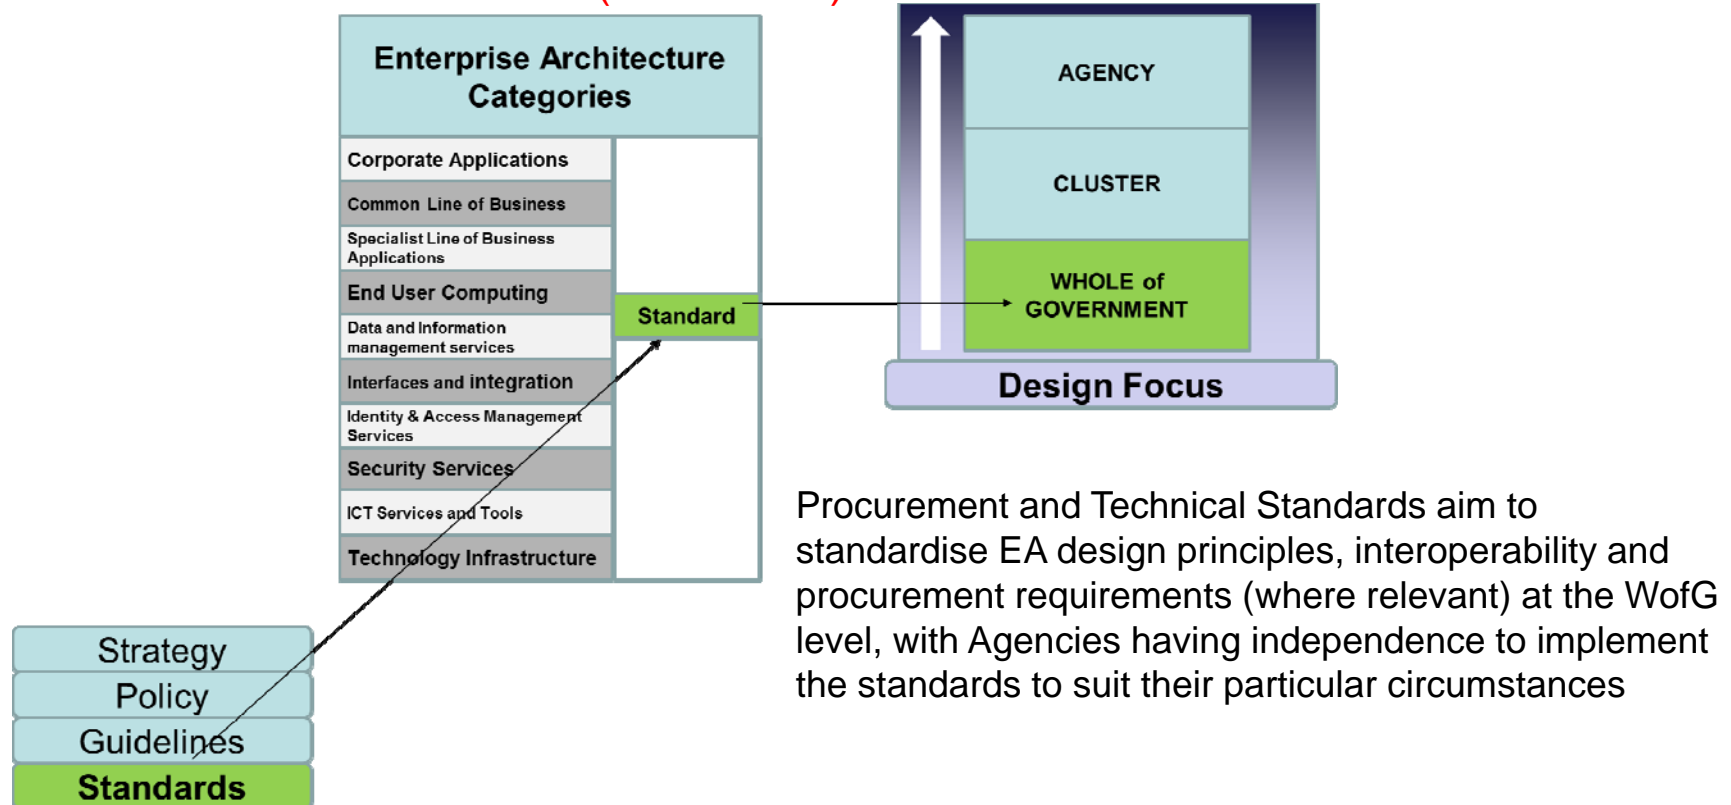 Enterprise Architecture
Categories
Corporate Applications
Common Line of Business
Specialist Line of Business
Applications
End User Computing
Data and Information
management services
Interfaces and integration
Identity & Access Management
Services
Security Services
ICT Services and Tools
Technology Infrastructure
Standard
AGENCY
CLUSTER
WHOLE of
GOVERNMENT
Design Focus
Procurement and Technical Standards aim to
standardise EA design principles, interoperability and
procurement requirements (where relevant) at the WofG
level, with Agencies having independence to implement
the standards to suit their particular circumstances
Strategy
Policy
Guidelines
Standards